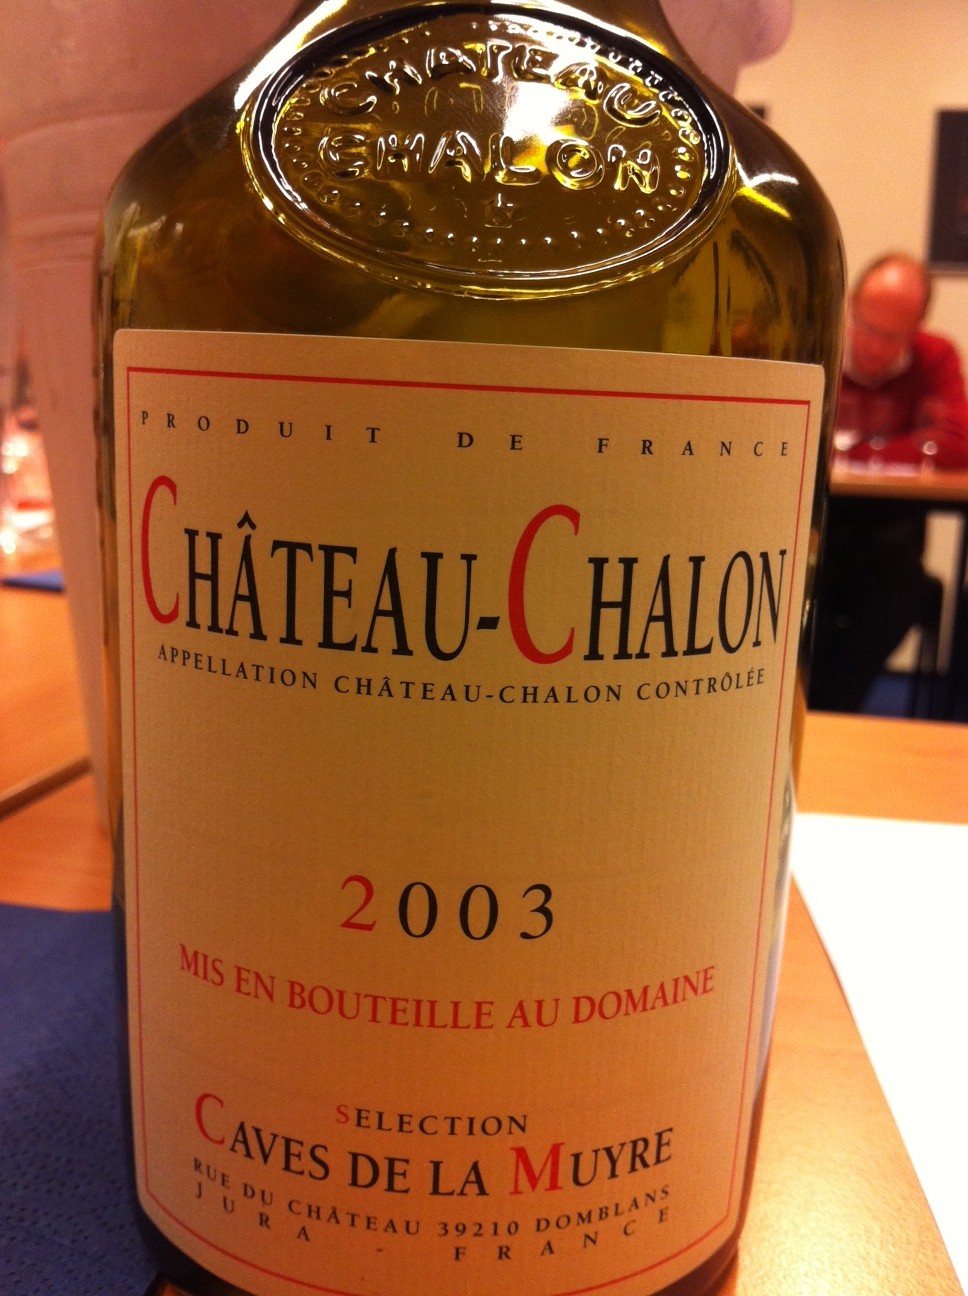 CHATEAU
CHALON
PRODUIT DE FRANCE
CHÂTEAU-CHALON
APPELLATION CHÂTEAU-CHALON CONTRÔLÉE
2003
MIS EN BOUTEILLE AU DOMAINE
SELECTION
CAVES DE LA MUYRE
RUE DU CHÂTEAU 39210 DOMBLANS
JURA - FRANCE